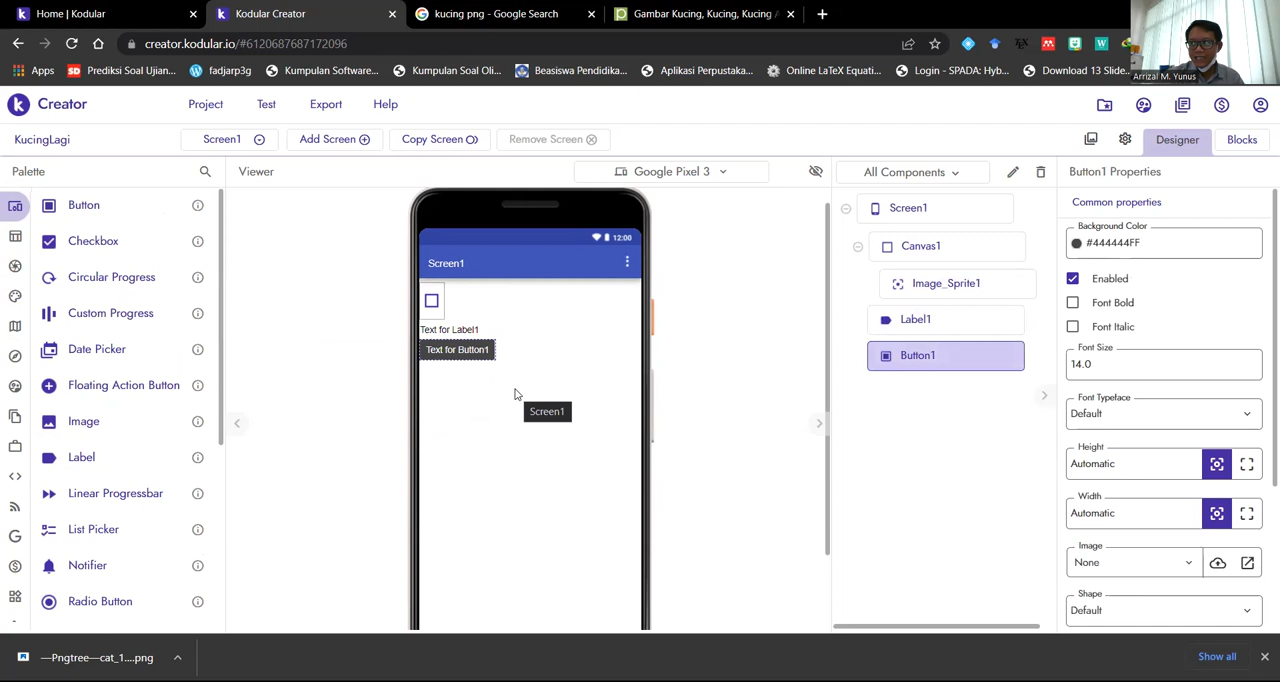 Home | Kodular
Kodular Creator
kucing png - Google Search
Gambar Kucing, Kucing, Kucing
creator.kodular.io/#6120687687172096
Apps
Prediksi Soal Ujian...
fadjarp3g
Kumpulan Software...
Kumpulan Soal Oli...
Beasiswa Pendidika...
Aplikasi Perpustaka...
Online LaTeX Equati...
Login - SPADA: Hyb...
Download 13 Slide...
Arrizal M. Yunus
Creator
Project
Test
Export
Help
KucingLagi
Screen1
Add Screen
Copy Screen
Remove Screen
Designer
Blocks
Palette
Viewer
Google Pixel 3
All Components
Button1 Properties
Button
Checkbox
Circular Progress
Custom Progress
Date Picker
Floating Action Button
Image
Label
Linear Progressbar
List Picker
Notifier
Radio Button
12:00
Screen1
Text for Label1
Text for Button1
Screen1
Screen1
Canvas1
Image_Sprite1
Label1
Button1
Common properties
Background Color
#444444FF
Enabled
Font Bold
Font Italic
Font Size
14.0
Font Typeface
Default
Height
Automatic
Width
Automatic
Image
None
Shape
Default
—Pngtree—cat_1....png
Show all